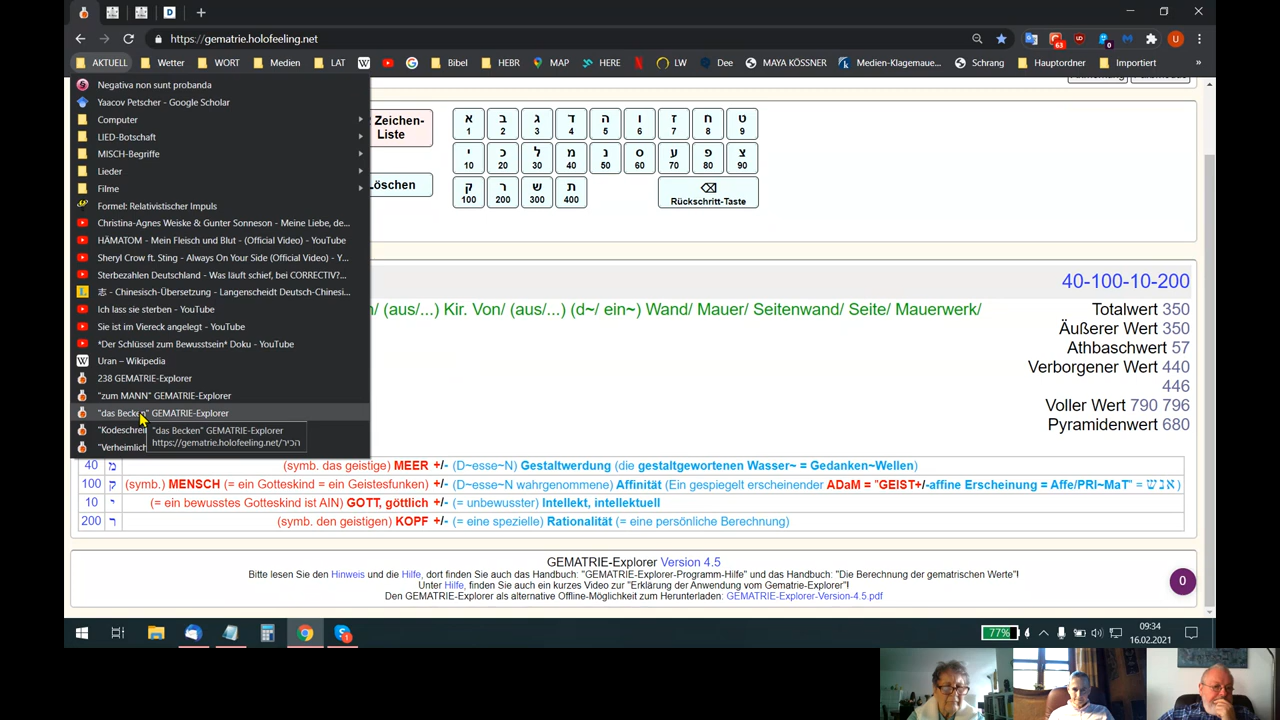 https://gematrie.holofeeling.net
63
0
U
AKTUELL
Wetter
WORT
Medien
LAT
Bibel
HEBR
MAP
HERE
LW
Dee
MAYA KÖSSNER
Medien-Klagemaue...
Schrang
Hauptordner
Importiert
»
Negativa non sunt probanda
Yaacov Petscher - Google Scholar
Computer
LIED-Botschaft
MISCH-Begriffe
Lieder
Filme
Formel: Relativistischer Impuls
Christina-Agnes Weiske & Gunter Sonneson - Meine Liebe, de...
HÄMATOM - Mein Fleisch und Blut - (Official Video) - YouTube
Sheryl Crow ft. Sting - Always On Your Side (Official Video) - Y...
Sterbezahlen Deutschland - Was läuft schief, bei CORRECTIV?...
志 - Chinesisch-Übersetzung - Langenscheidt Deutsch-Chinesi...
Ich lass sie sterben - YouTube
Sie ist im Viereck angelegt - YouTube
*Der Schlüssel zum Bewusstsein* Doku - YouTube
Uran – Wikipedia
238 GEMATRIE-Explorer
"zum MANN" GEMATRIE-Explorer
"das Becken" GEMATRIE-Explorer
"Kodeschrei
"Verheimlich
"das Becken" GEMATRIE-Explorer
https://gematrie.holofeeling.net/הכיר
Zeichen-
Liste
Löschen
א ב ג ד ה ו ז ח ט
1 2 3 4 5 6 7 8 9
י כ ל מ נ ס ע פ צ
10 20 30 40 50 60 70 80 90
ק ר ש ת
100 200 300 400
Rückschritt-Taste
40-100-10-200
(aus/...) Kir. Von/ (aus/...) (d~/ ein~) Wand/ Mauer/ Seitenwand/ Seite/ Mauerwerk/
Totalwert 350
Äußerer Wert 350
Athbaschwert 57
Verborgener Wert 440
446
Voller Wert 790 796
Pyramidenwert 680
40 מ (symb. das geistige) MEER +/- (D~esse~N) Gestaltwerdung (die gestaltgewortenen Wasser~ = Gedanken~Wellen)
100 ק (symb.) MENSCH (= ein Gotteskind = ein Geistesfunken) +/- (D~esse~N wahrgenommene) Affinität (Ein gespiegelt erscheinender ADaM = "GEIST+/-affine Erscheinung = Affe/PRI~MaT" = אנש)
10 י (= ein bewusstes Gotteskind ist AIN) GOTT, göttlich +/- (= unbewusster) Intellekt, intellektuell
200 ר (symb. den geistigen) KOPF +/- (= eine spezielle) Rationalität (= eine persönliche Berechnung)
GEMATRIE-Explorer Version 4.5
Bitte lesen Sie den Hinweis und die Hilfe, dort finden Sie auch das Handbuch: "GEMATRIE-Explorer-Programm-Hilfe" und das Handbuch: "Die Berechnung der gematrischen Werte"!
Unter Hilfe, finden Sie auch ein kurzes Video zur "Erklärung der Anwendung vom Gematrie-Explorer"!
Den GEMATRIE-Explorer als alternative Offline-Möglichkeit zum Herunterladen: GEMATRIE-Explorer-Version-4.5.pdf
0
77%
09:34
16.02.2021